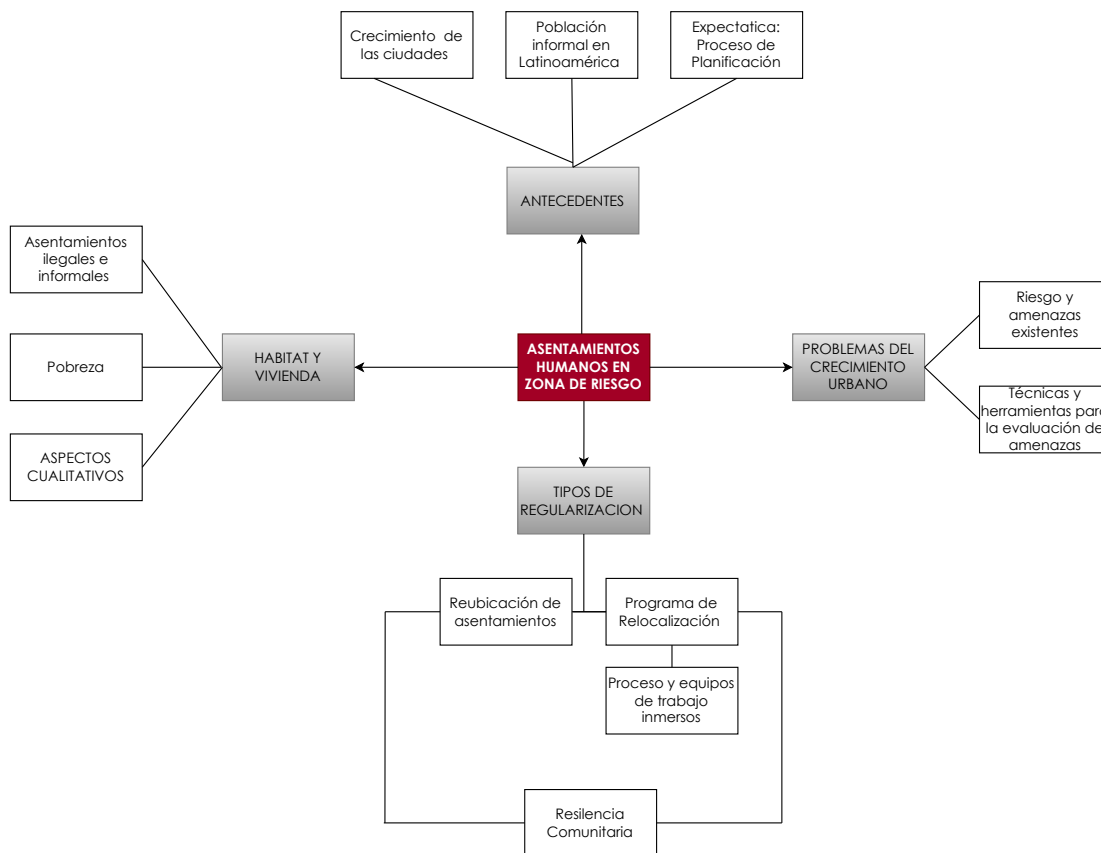 Crecimiento de
las ciudades
Población
informal en
Latinoamérica
Expectatica:
Proceso de
Planificación
ANTECEDENTES
Asentamientos
ilegales e
informales
Pobreza
ASPECTOS
CUALITATIVOS
HABITAT Y
VIVIENDA
ASENTAMIENTOS
HUMANOS EN
ZONA DE RIESGO
PROBLEMAS DEL
CRECIMIENTO
URBANO
Riesgo y
amenazas
existentes
Técnicas y
herramientas para
la evaluación de
amenazas
TIPOS DE
REGULARIZACION
Reubicación de
asentamientos
Programa de
Relocalización
Proceso y equipos
de trabajo
inmersos
Resilencia
Comunitaria